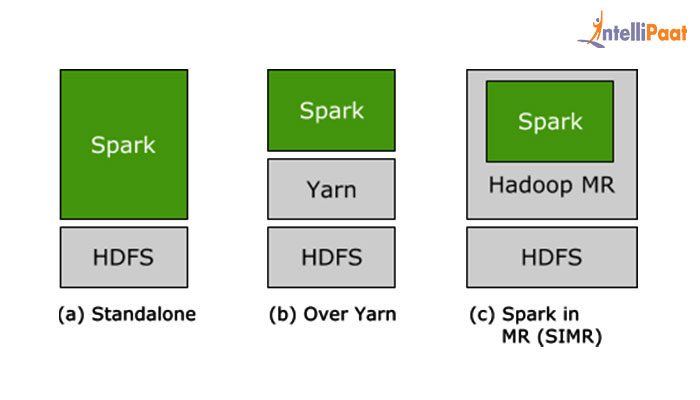 IntelliPaat
Spark
HDFS
(a) Standalone
Spark
Yarn
HDFS
(b) Over Yarn
Spark
Hadoop MR
HDFS
(c) Spark in
MR (SIMR)